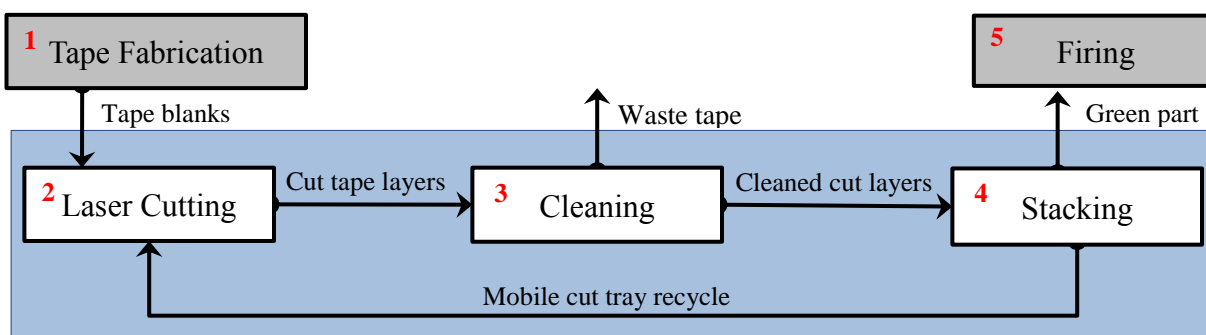 1 Tape Fabrication
5 Firing
Tape blanks
Waste tape
Green part
2 Laser Cutting
Cut tape layers
3 Cleaning
Cleaned cut layers
4 Stacking
Mobile cut tray recycle